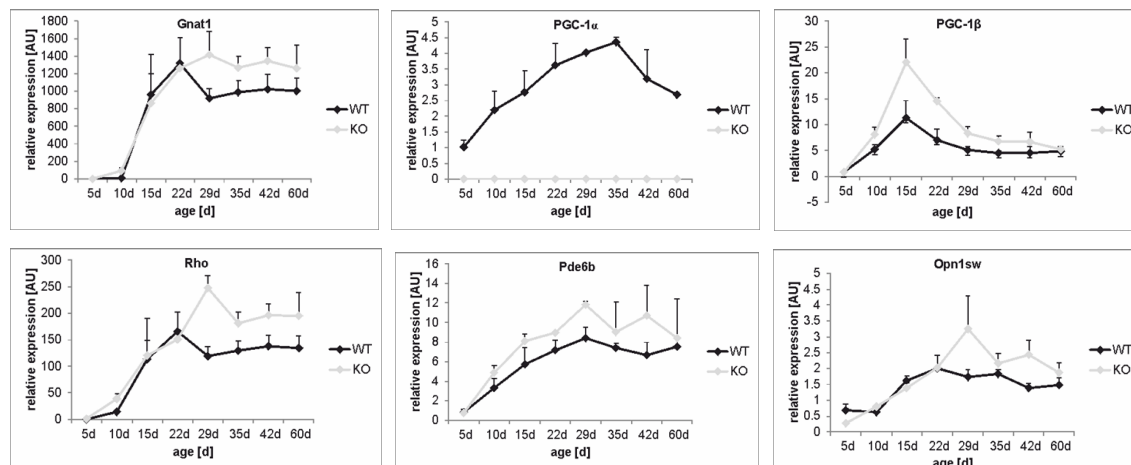 Gnat1
relative expression [AU]
1800
1600
1400
1200
1000
800
600
400
200
0
5d 10d 15d 22d 29d 35d 42d 60d
age [d]
WT
KO
PGC-1α
relative expression [AU]
5
4.5
4
3.5
3
2.5
2
1.5
1
0.5
0
5d 10d 15d 22d 29d 35d 42d 60d
age [d]
WT
KO
PGC-1β
relative expression [AU]
30
25
20
15
10
5
0
-5
5d 10d 15d 22d 29d 35d 42d 60d
age [d]
WT
KO
Rho
relative expression [AU]
300
250
200
150
100
50
0
5d 10d 15d 22d 29d 35d 42d 60d
age [d]
WT
KO
Pde6b
relative expression [AU]
16
14
12
10
8
6
4
2
0
5d 10d 15d 22d 29d 35d 42d 60d
age [d]
WT
KO
Opn1sw
relative expression [AU]
5
4.5
4
3.5
3
2.5
2
1.5
1
0.5
0
5d 10d 15d 22d 29d 35d 42d 60d
age [d]
WT
KO